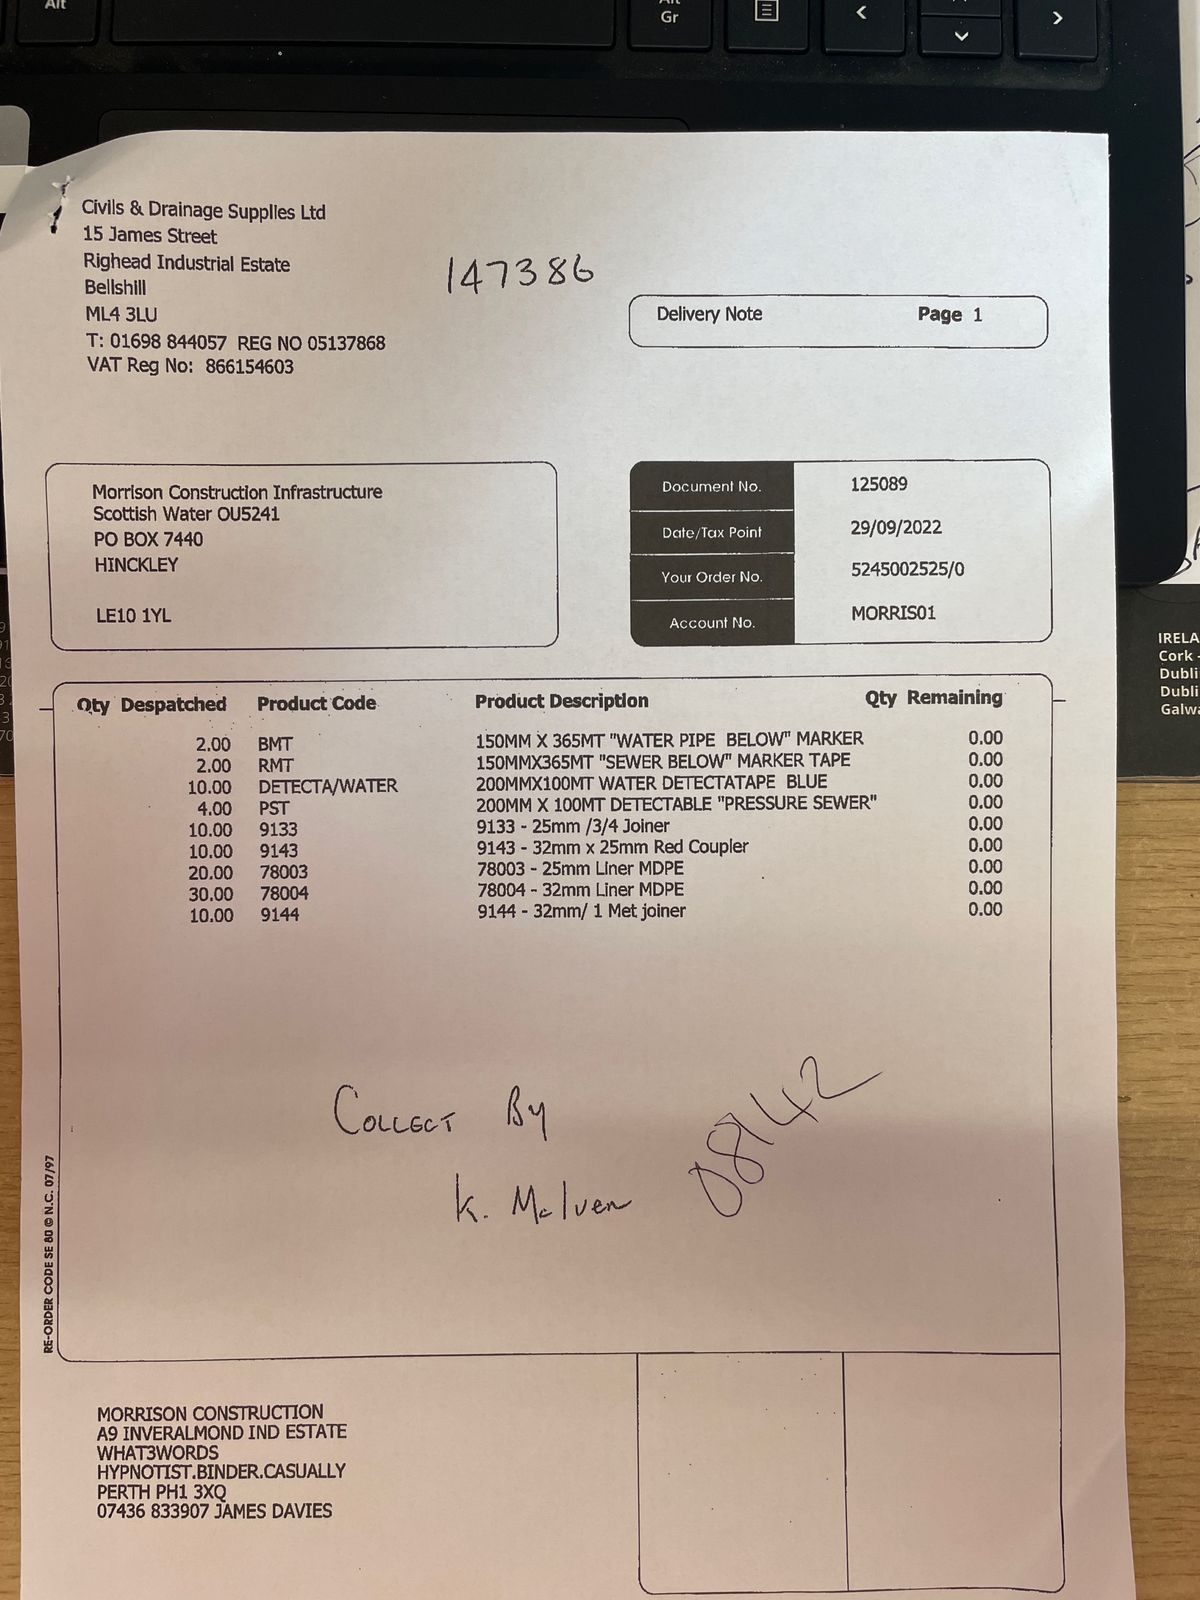 Alt
Alt
Gr
Civils & Drainage Supplies Ltd
15 James Street
Righead Industrial Estate
Bellshill
ML4 3LU
T: 01698 844057 REG NO 05137868
VAT Reg No: 866154603
147386
Delivery Note Page 1
Morrison Construction Infrastructure
Scottish Water OU5241
PO BOX 7440
HINCKLEY
LE10 1YL
Document No. 125089
Date/Tax Point 29/09/2022
Your Order No. 5245002525/0
Account No. MORRIS01
Qty Despatched Product Code Product Description Qty Remaining
2.00 BMT 150MM X 365MT "WATER PIPE BELOW" MARKER 0.00
2.00 RMT 150MMX365MT "SEWER BELOW" MARKER TAPE 0.00
10.00 DETECTA/WATER 200MMX100MT WATER DETECTATAPE BLUE 0.00
4.00 PST 200MM X 100MT DETECTABLE "PRESSURE SEWER" 0.00
10.00 9133 9133 - 25mm /3/4 Joiner 0.00
10.00 9143 9143 - 32mm x 25mm Red Coupler 0.00
20.00 78003 78003 - 25mm Liner MDPE 0.00
30.00 78004 78004 - 32mm Liner MDPE 0.00
10.00 9144 9144 - 32mm/ 1 Met joiner 0.00
COLLECT By
K. McIver
08142
RE-ORDER CODE SE 80 © N.C. 07/97
MORRISON CONSTRUCTION
A9 INVERALMOND IND ESTATE
WHAT3WORDS
HYPNOTIST.BINDER.CASUALLY
PERTH PH1 3XQ
07436 833907 JAMES DAVIES
IRELA
Cork -
Dubli
Dubli
Galwa